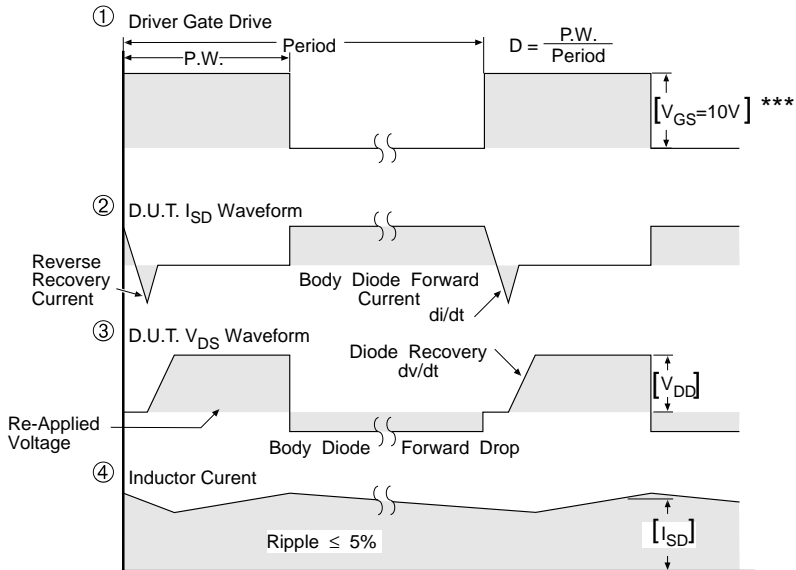 ① Driver Gate Drive
Period
P.W.
D = P.W.
Period
[VGS=10V] ***
② D.U.T. ISD Waveform
Reverse
Recovery
Current
Body Diode Forward
Current
di/dt
③ D.U.T. VDS Waveform
Diode Recovery
dv/dt
[VDD]
Re-Applied
Voltage
Body Diode Forward Drop
④ Inductor Curent
Ripple ≤ 5%
[ISD]